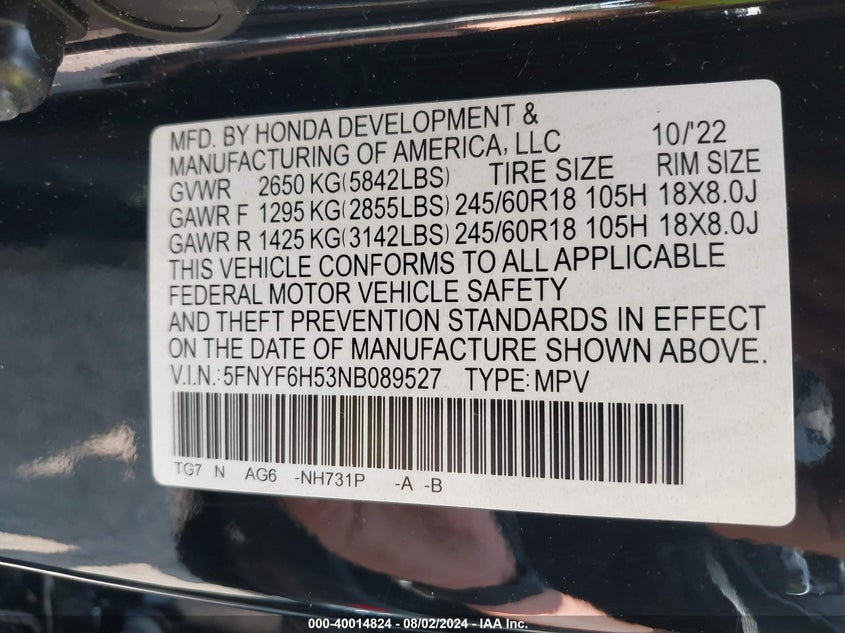 MFD. BY HONDA DEVELOPMENT &
MANUFACTURING OF AMERICA, LLC 10/'22
GVWR 2650 KG(5842LBS) TIRE SIZE RIM SIZE
GAWR F 1295 KG(2855LBS) 245/60R18 105H 18X8.0J
GAWR R 1425 KG(3142LBS) 245/60R18 105H 18X8.0J
THIS VEHICLE CONFORMS TO ALL APPLICABLE
FEDERAL MOTOR VEHICLE SAFETY
AND THEFT PREVENTION STANDARDS IN EFFECT
ON THE DATE OF MANUFACTURE SHOWN ABOVE.
V.I.N.: 5FNYF6H53NB089527 TYPE: MPV
TG7 N AG6 -NH731P -A -B
000-40014824 - 08/02/2024 - IAA Inc.